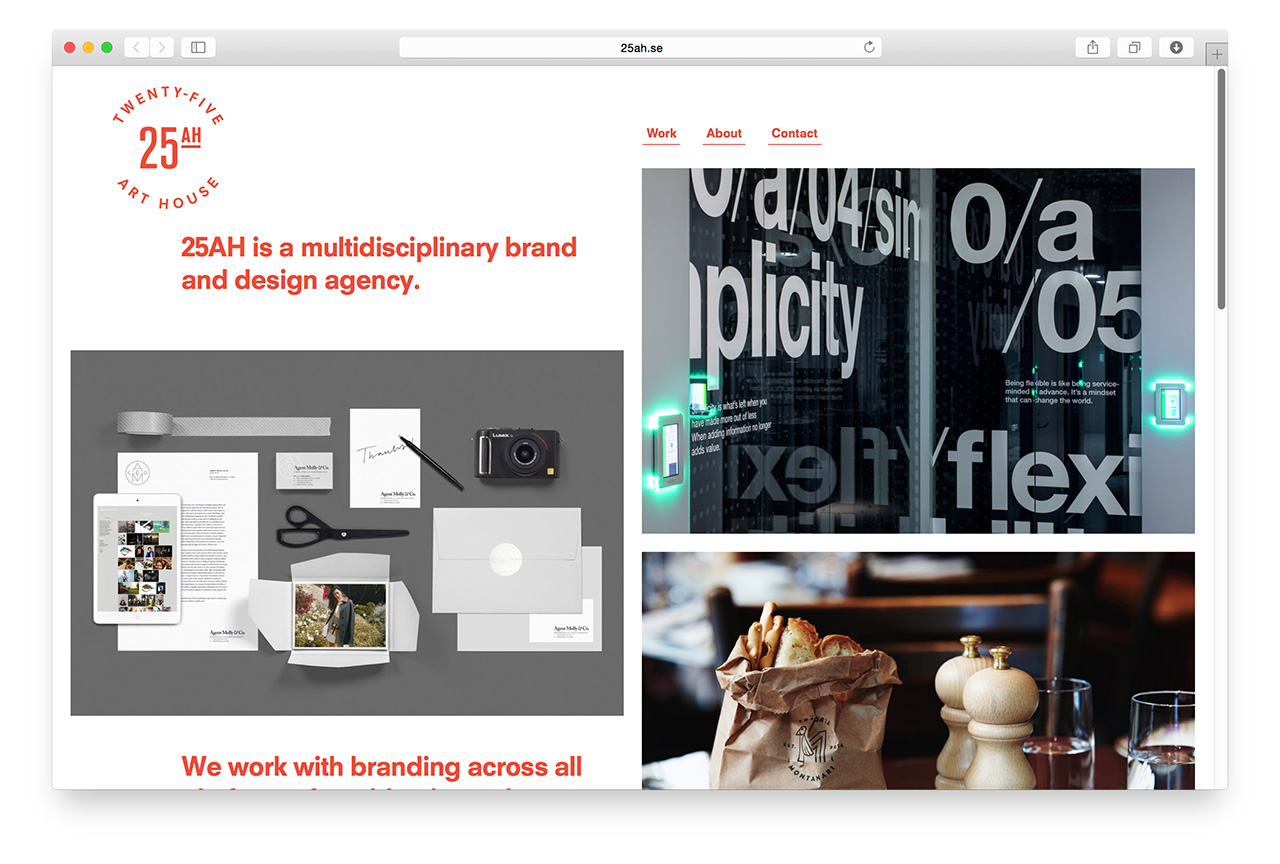 25ah.se
TWENTY-FIVE
25AH
ART HOUSE
Work
About
Contact
25AH is a multidisciplinary brand
and design agency.
0/a/04/sim
plicity
0/a
/05
Being flexible is like being service-
minded in advance. It's a mindset
that can change the world.
is what's left when you
have made more out of less
When adding information no longer
adds value.
flexi
LUMIX
Thanks!
Agent Molly & Co.
Agent Molly & Co.
Agent Molly & Co.
Agent Molly & Co.
EST.
MONTANARI
We work with branding across all